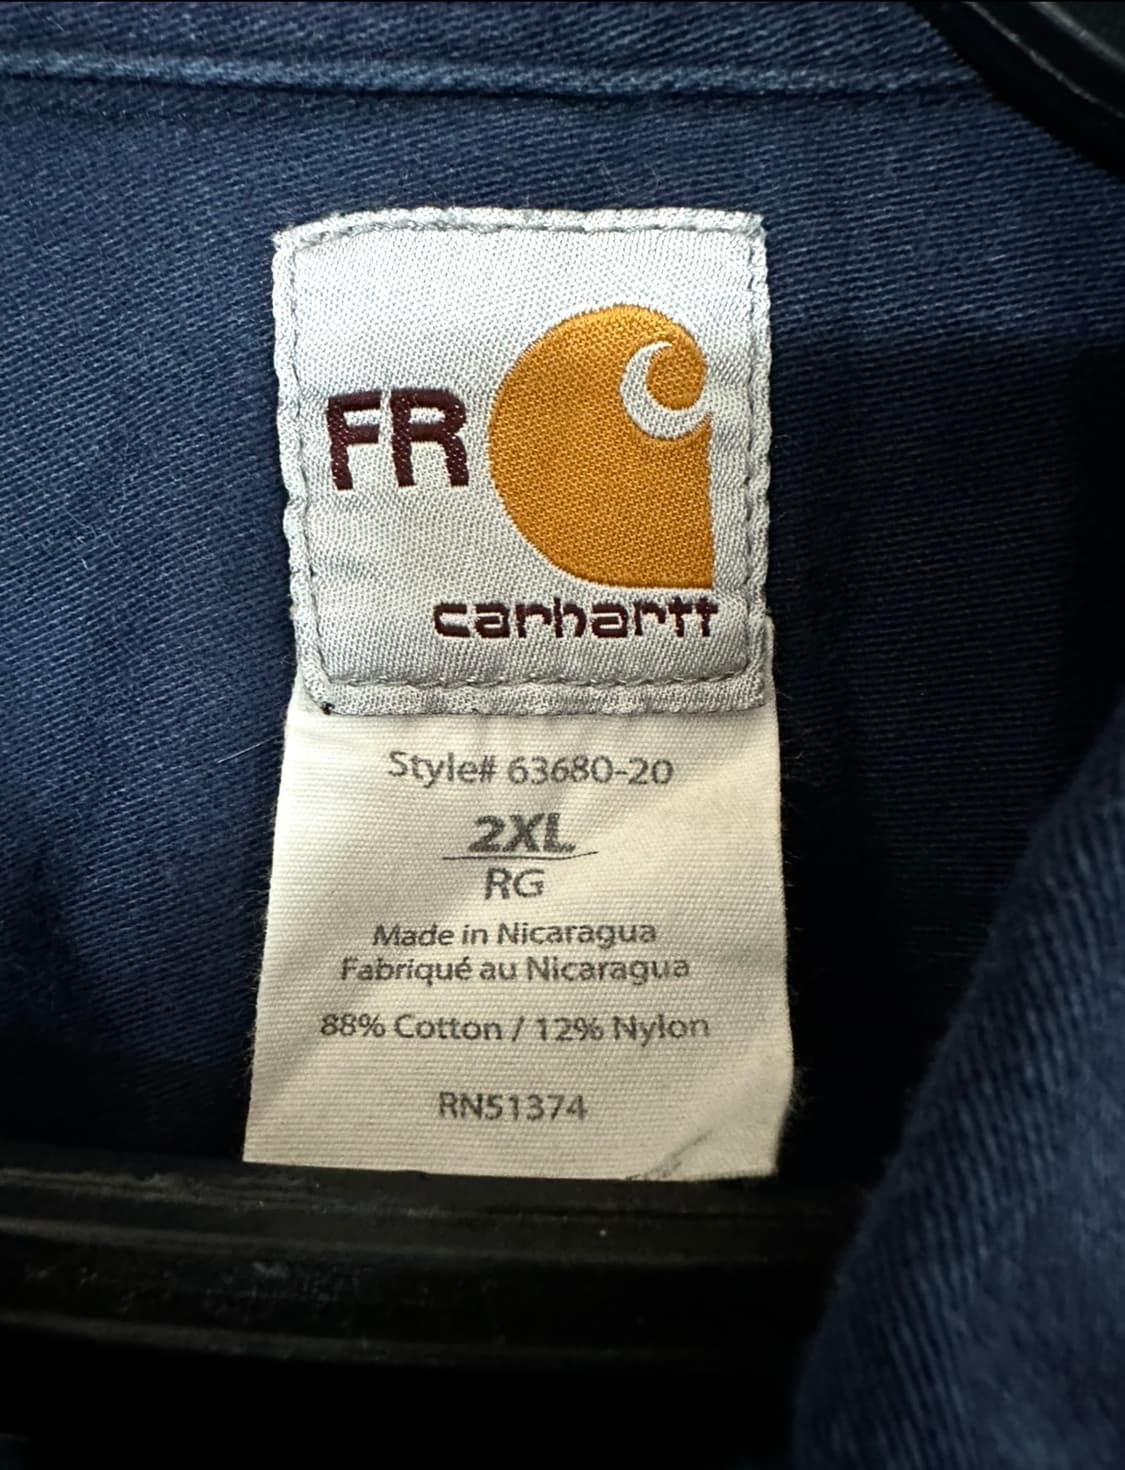 FR
carhartt
Style# 63680-20
2XL
RG
Made in Nicaragua
Fabriqué au Nicaragua
88% Cotton / 12% Nylon
RN51374